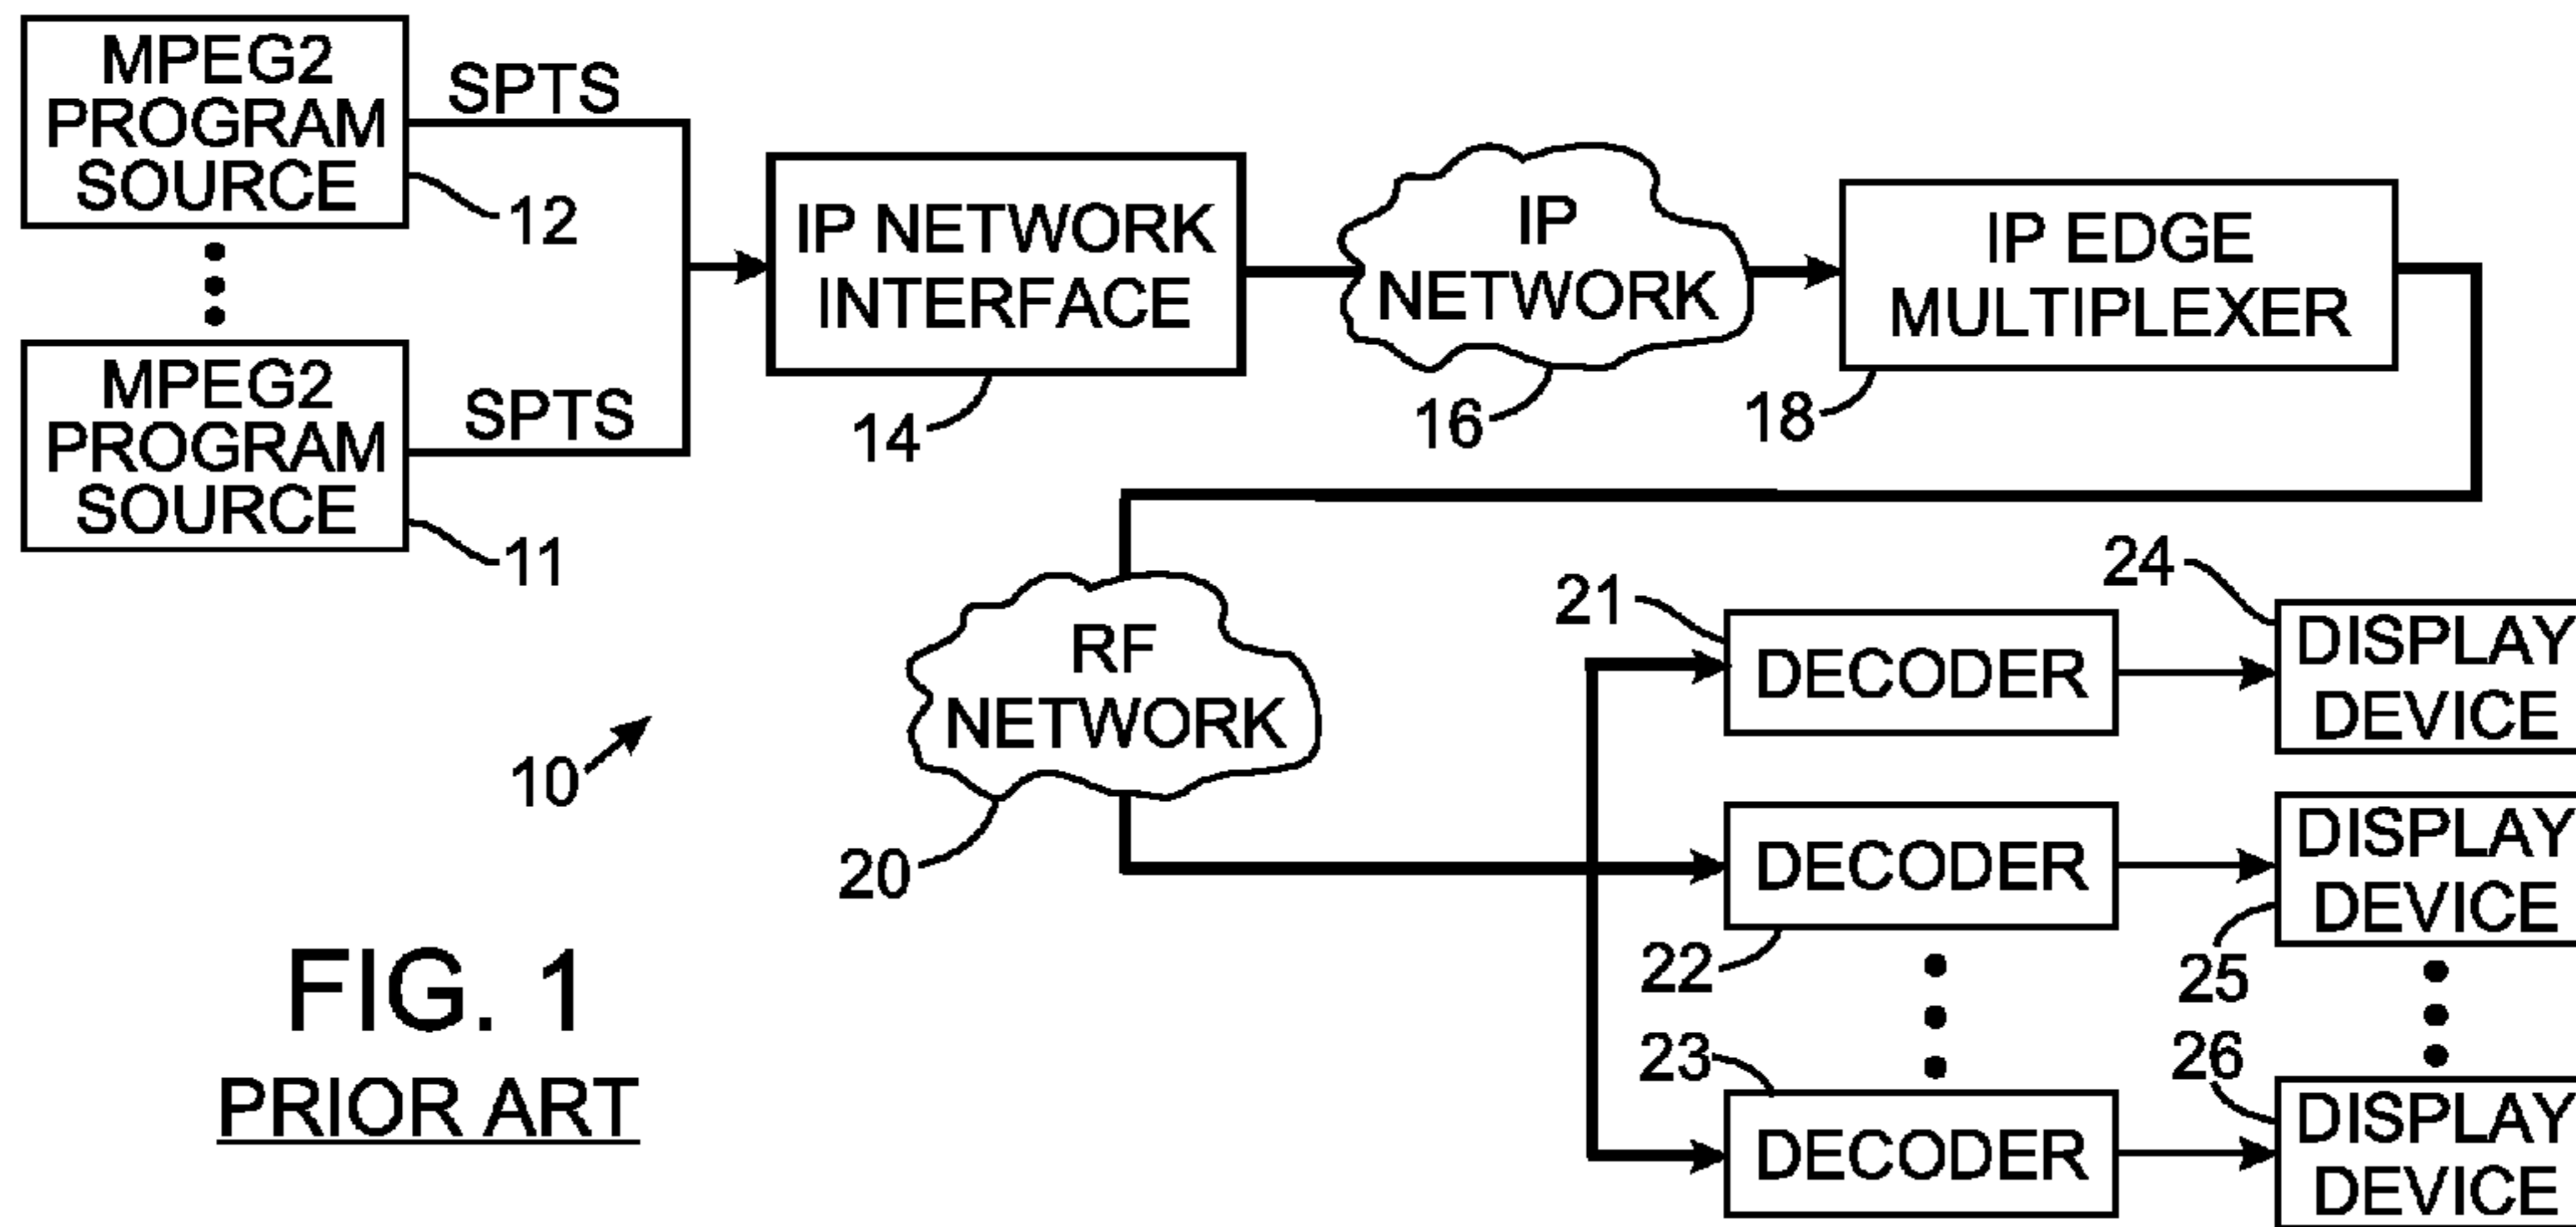 MPEG2
PROGRAM
SOURCE
SPTS
12
MPEG2
PROGRAM
SOURCE
SPTS
11
IP NETWORK
INTERFACE
14
IP
NETWORK
16
IP EDGE
MULTIPLEXER
18
RF
NETWORK
20
10
21
DECODER
24
DISPLAY
DEVICE
DECODER
22
DISPLAY
DEVICE
25
23
DECODER
26
DISPLAY
DEVICE
FIG. 1
PRIOR ART